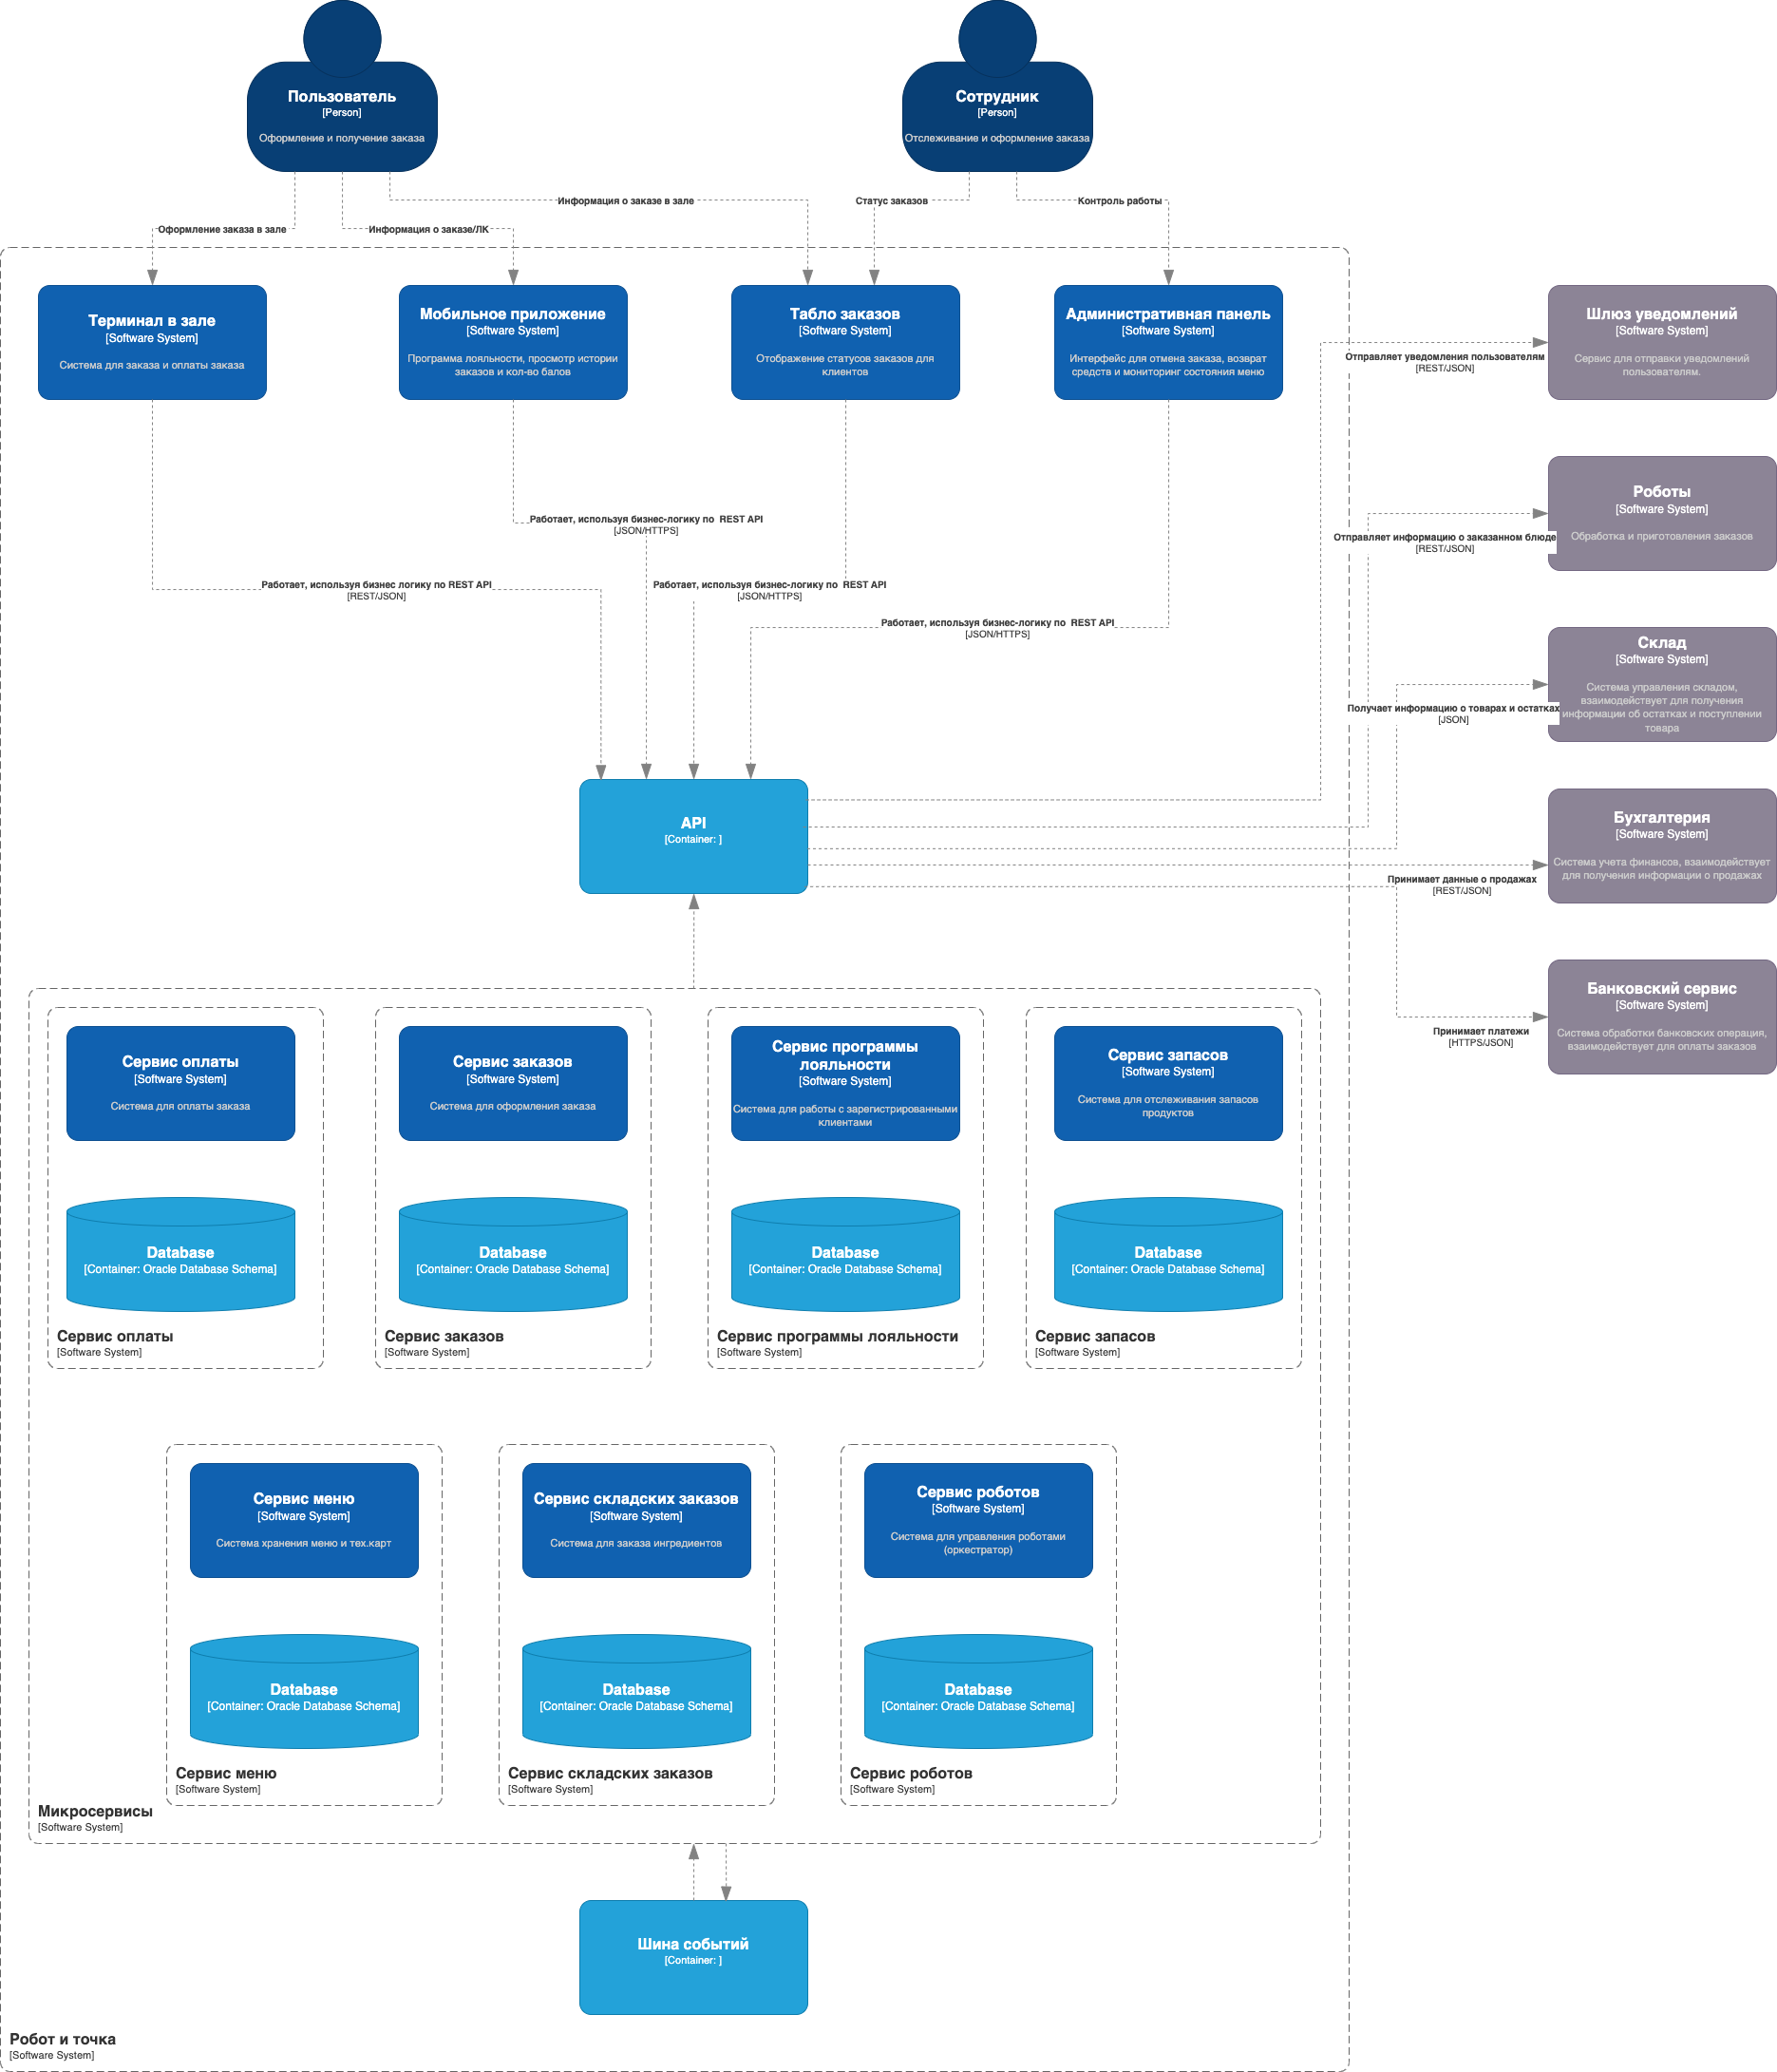 Пользователь
[Person]
Оформление и получение заказа
Сотрудник
[Person]
Отслеживание и оформление заказа
Информация о заказе в зале
Статус заказов
Контроль работы
Оформление заказа в зале
Информация о заказе/ЛК
Терминал в зале
[Software System]
Система для заказа и оплаты заказа
Мобильное приложение
[Software System]
Программа лояльности, просмотр истории
заказов и кол-во балов
Табло заказов
[Software System]
Отображение статусов заказов для
клиентов
Административная панель
[Software System]
Интерфейс для отмена заказа, возврат
средств и мониторинг состояния меню
Шлюз уведомлений
[Software System]
Сервис для отправки уведомлений
пользователям.
Отправляет уведомления пользователям
[REST/JSON]
Роботы
[Software System]
Обработка и приготовления заказов
Отправляет информацию о заказанном блюде
[REST/JSON]
Работает, используя бизнес-логику по REST API
[JSON/HTTPS]
Работает, используя бизнес логику по REST API
[REST/JSON]
Работает, используя бизнес-логику по REST API
[JSON/HTTPS]
Работает, используя бизнес-логику по REST API
[JSON/HTTPS]
Склад
[Software System]
Система управления складом,
взаимодействует для получения
информации об остатках и поступлении
товара
Получает информацию о товарах и остатках
[JSON]
API
[Container: ]
Бухгалтерия
[Software System]
Система учета финансов, взаимодействует
для получения информации о продажах
Принимает данные о продажах
[REST/JSON]
Банковский сервис
[Software System]
Система обработки банковских операция,
взаимодействует для оплаты заказов
Принимает платежи
[HTTPS/JSON]
Сервис оплаты
[Software System]
Система для оплаты заказа
Сервис заказов
[Software System]
Система для оформления заказа
Сервис программы
лояльности
[Software System]
Система для работы с зарегистрированными
клиентами
Сервис запасов
[Software System]
Система для отслеживания запасов
продуктов
Database
[Container: Oracle Database Schema]
Database
[Container: Oracle Database Schema]
Database
[Container: Oracle Database Schema]
Database
[Container: Oracle Database Schema]
Сервис оплаты
[Software System]
Сервис заказов
[Software System]
Сервис программы лояльности
[Software System]
Сервис запасов
[Software System]
Сервис меню
[Software System]
Система хранения меню и тех.карт
Сервис складских заказов
[Software System]
Система для заказа ингредиентов
Сервис роботов
[Software System]
Система для управления роботами
(оркестратор)
Database
[Container: Oracle Database Schema]
Database
[Container: Oracle Database Schema]
Database
[Container: Oracle Database Schema]
Сервис меню
[Software System]
Сервис складских заказов
[Software System]
Сервис роботов
[Software System]
Микросервисы
[Software System]
Шина событий
[Container: ]
Робот и точка
[Software System]